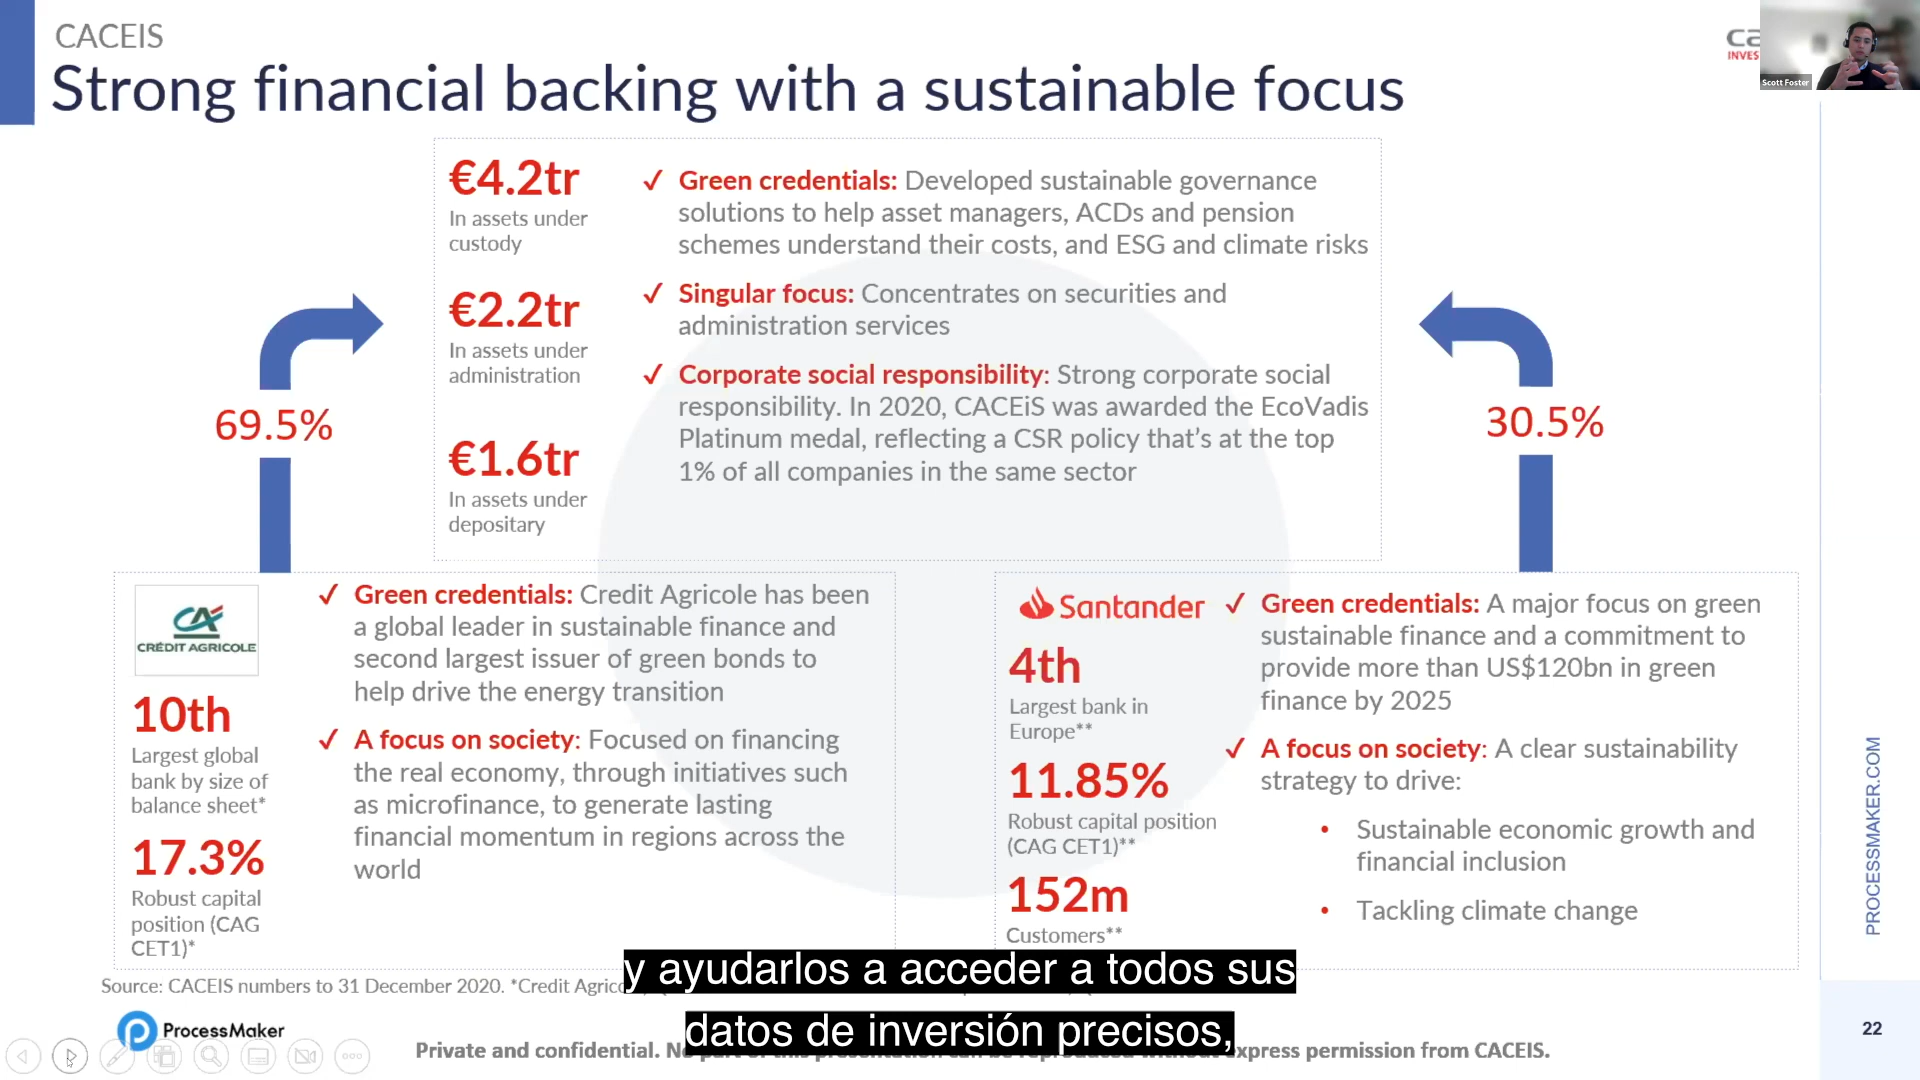 CACEIS
Strong financial backing with a sustainable focus
INVES
Scott Foster
€4.2tr
In assets under
custody
€2.2tr
In assets under
administration
€1.6tr
In assets under
depositary
✓ Green credentials: Developed sustainable governance
solutions to help asset managers, ACDs and pension
schemes understand their costs, and ESG and climate risks
✓ Singular focus: Concentrates on securities and
administration services
✓ Corporate social responsibility: Strong corporate social
responsibility. In 2020, CACEiS was awarded the EcoVadis
Platinum medal, reflecting a CSR policy that's at the top
1% of all companies in the same sector
69.5%
30.5%
CA
CRÉDIT AGRICOLE
10th
Largest global
bank by size of
balance sheet*
17.3%
Robust capital
position (CAG
CET1)*
✓ Green credentials: Credit Agricole has been
a global leader in sustainable finance and
second largest issuer of green bonds to
help drive the energy transition
✓ A focus on society: Focused on financing
the real economy, through initiatives such
as microfinance, to generate lasting
financial momentum in regions across the
world
Santander
4th
Largest bank in
Europe**
11.85%
Robust capital position
(CAG CET1)**
152m
Customers**
✓ Green credentials: A major focus on green
sustainable finance and a commitment to
provide more than US$120bn in green
finance by 2025
✓ A focus on society: A clear sustainability
strategy to drive:
• Sustainable economic growth and
financial inclusion
• Tackling climate change
PROCESSMAKER.COM
Source: CACEIS numbers to 31 December 2020. *Credit
y ayudarlos a acceder a todos sus
datos de inversión precisos,
ProcessMaker
Private and confidential. express permission from CACEIS.
22